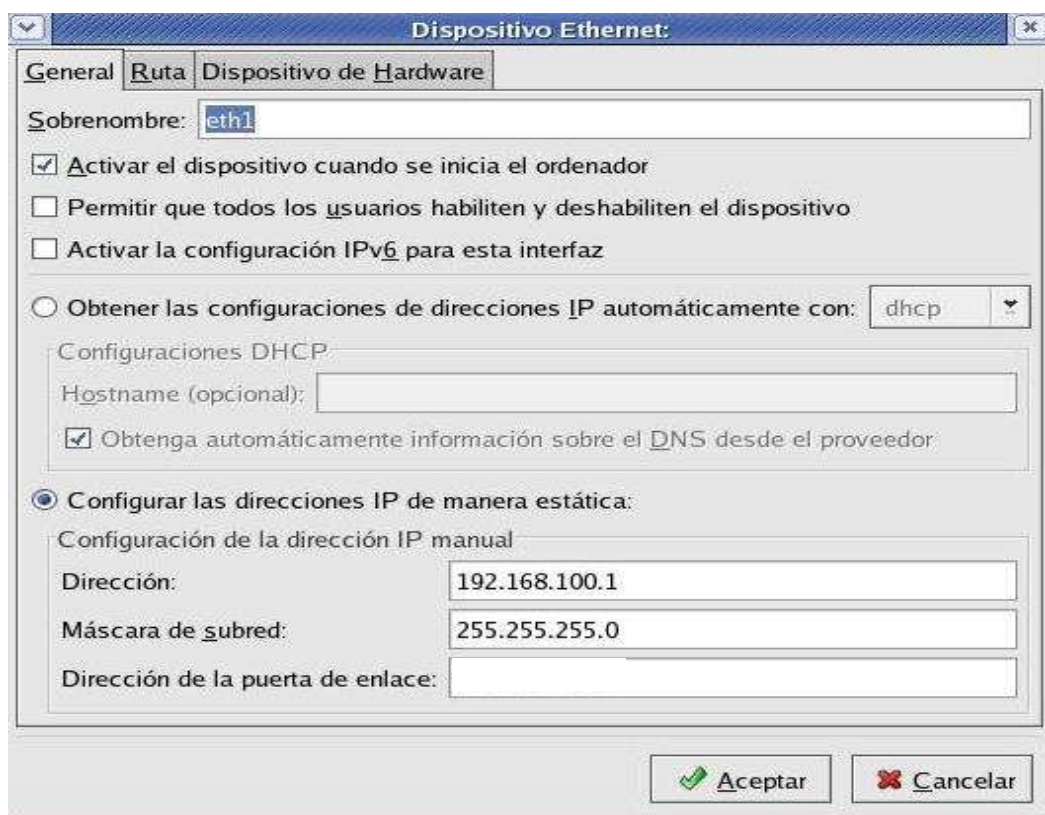 Dispositivo Ethernet:
General Ruta Dispositivo de Hardware
Sobrenombre: eth1
Activar el dispositivo cuando se inicia el ordenador
Permitir que todos los usuarios habiliten y deshabiliten el dispositivo
Activar la configuración IPv6 para esta interfaz
Obtener las configuraciones de direcciones IP automáticamente con: dhcp
Configuraciones DHCP
Hostname (opcional):
Obtenga automáticamente información sobre el DNS desde el proveedor
Configurar las direcciones IP de manera estática:
Configuración de la dirección IP manual
Dirección: 192.168.100.1
Máscara de subred: 255.255.255.0
Dirección de la puerta de enlace:
Aceptar Cancelar